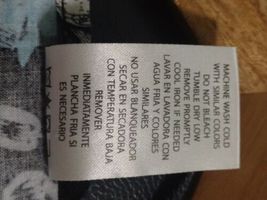 MACHINE WASH COLD
WITH SIMILAR COLORS
DO NOT BLEACH
TUMBLE DRY LOW
REMOVE PROMPTLY
COOL IRON IF NEEDED
LAVAR EN LAVADORA CON
AGUA FRIA Y COLORES
SIMILARES
NO USAR BLANQUEADOR
SECAR EN SECADORA
CON TEMPERATURA BAJA
REMOVER
INMEDIATAMENTE
PLANCHA FRIA SI
ES NECESARIO